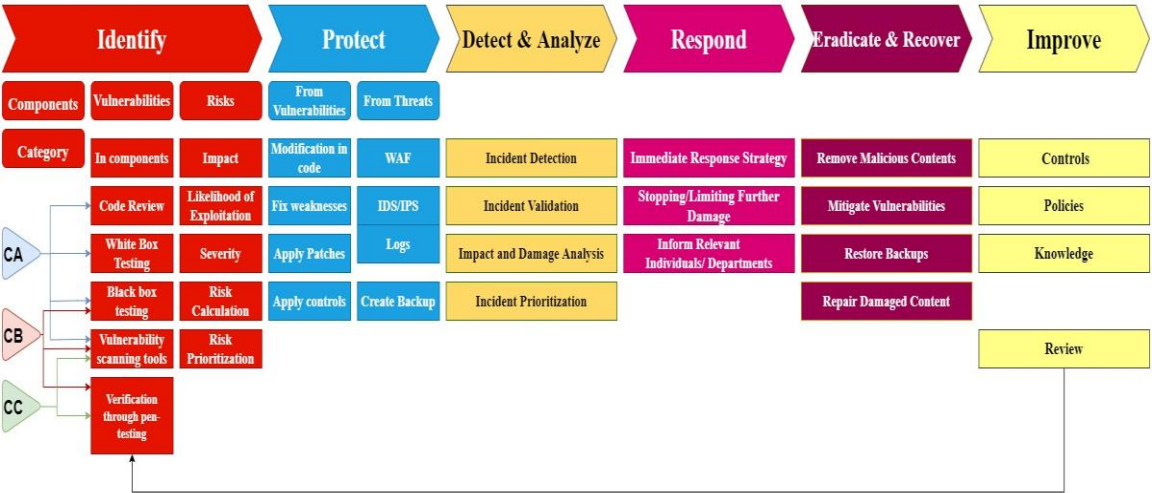 Identify
Protect
Detect & Analyze
Respond
Eradicate & Recover
Improve
Components
Vulnerabilities
Risks
From
Vulnerabilities
From Threats
Category
In components
Impact
Modification in
code
WAF
Incident Detection
Immediate Response Strategy
Remove Malicious Contents
Controls
Code Review
Likelihood of
Exploitation
Fix weaknesses
IDS/IPS
Incident Validation
Stopping/Limiting Further
Damage
Mitigate Vulnerabilities
Policies
CA
White Box
Testing
Severity
Apply Patches
Logs
Impact and Damage Analysis
Inform Relevant
Individuals/ Departments
Restore Backups
Knowledge
Black box
testing
Risk
Calculation
Apply controls
Create Backup
Incident Prioritization
Repair Damaged Content
CB
Vulnerability
scanning tools
Risk
Prioritization
Review
CC
Verification
through pen-
testing